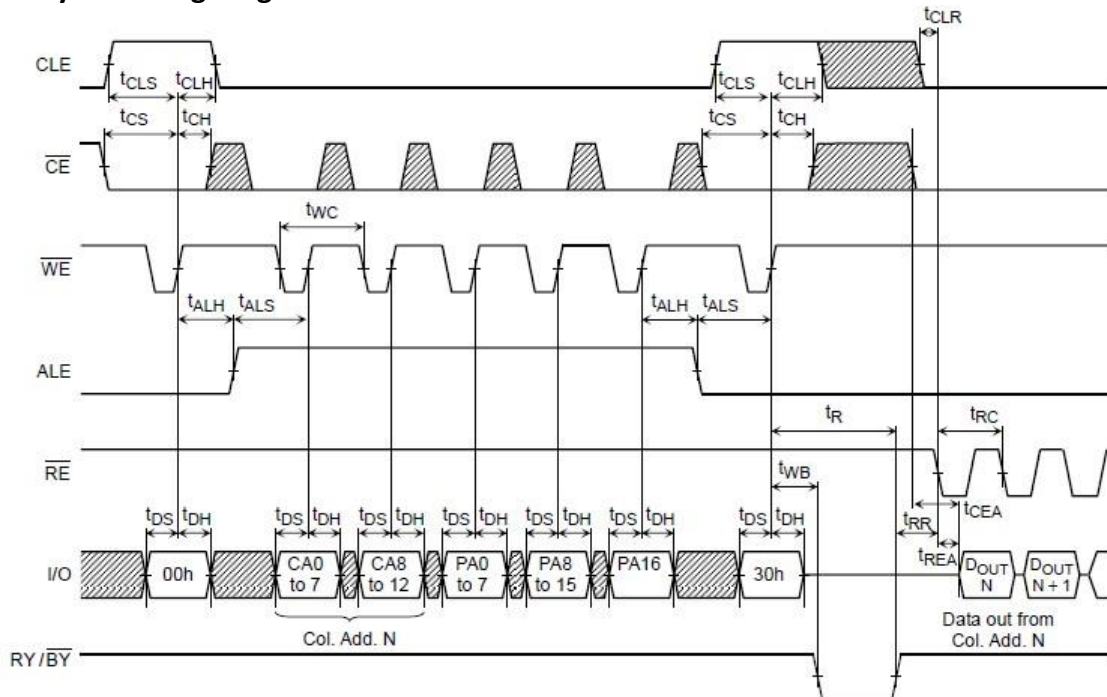 tCLR
CLE
tCLS tCLH tCLS tCLH
tCS tCH tCS tCH
CE
tWC
WE
tALH tALS tALH tALS
ALE
tR tRC
RE
tWB
tCEA
tDS tDH tDS tDH tDS tDH tDS tDH tDS tDH tDS tDH tDS tDH tRR
tREA
I/O 00h CA0 to 7 CA8 to 12 PA0 to 7 PA8 to 15 PA16 30h DOUT N DOUT N + 1
Col. Add. N
Data out from
Col. Add. N
RY/BY